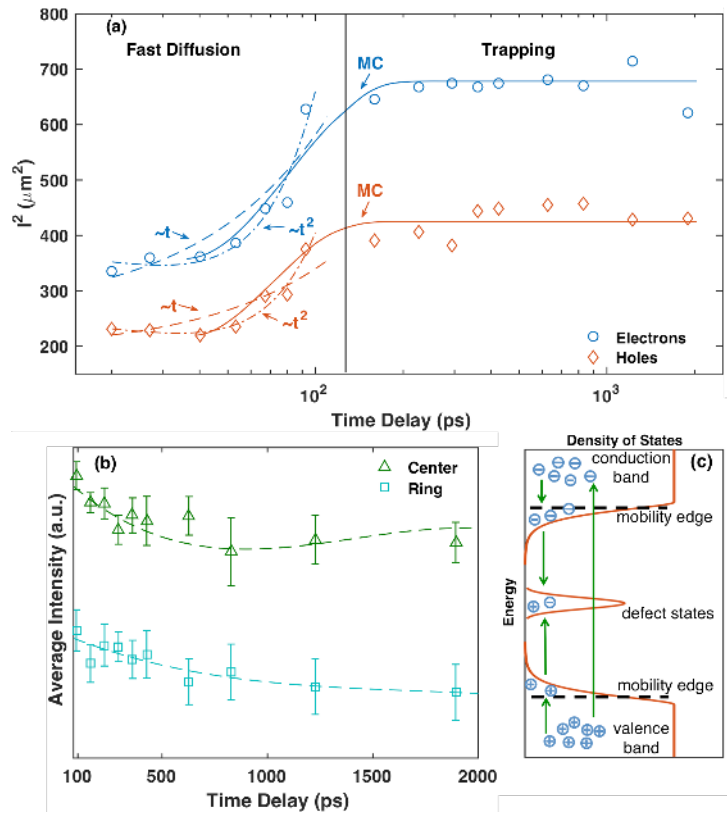 (a)
Fast Diffusion
Trapping
800
700
600
500
400
300
200
l² (μm²)
MC
MC
~t
~t²
~t
~t²
Electrons
Holes
10²
10³
Time Delay (ps)
(b)
Center
Ring
Average Intensity (a.u.)
100
500
1000
1500
2000
Time Delay (ps)
Density of States
(c)
conduction
band
mobility edge
defect states
mobility edge
valence
band
Energy